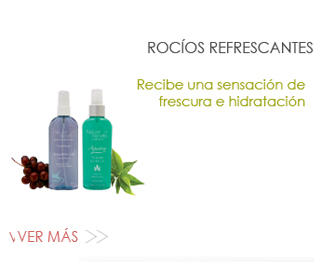 ROCÍOS REFRESCANTES
Recibe una sensación de
frescura e hidratación
VER MÁS >>